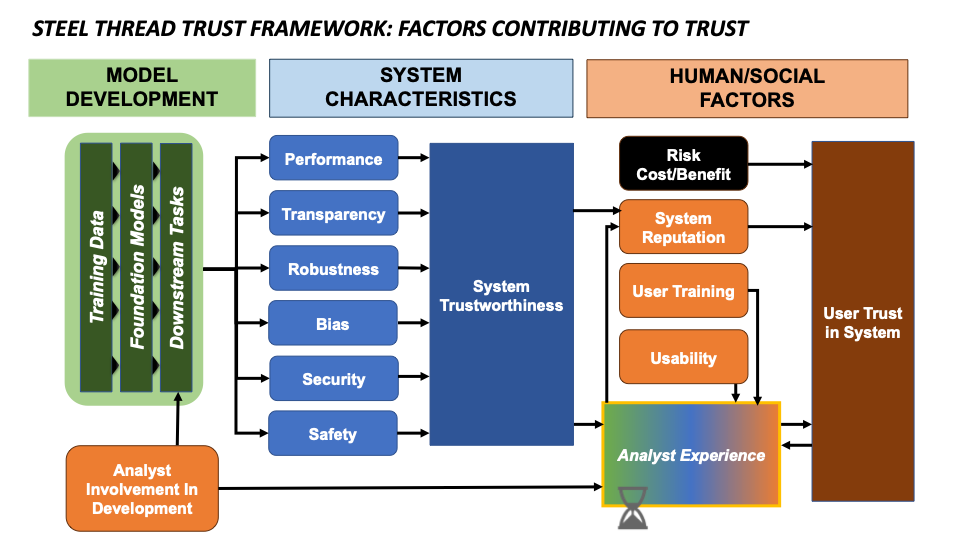 STEEL THREAD TRUST FRAMEWORK: FACTORS CONTRIBUTING TO TRUST
MODEL
DEVELOPMENT
SYSTEM
CHARACTERISTICS
HUMAN/SOCIAL
FACTORS
Training Data
Foundation Models
Downstream Tasks
Analyst
Involvement In
Development
Performance
Transparency
Robustness
Bias
Security
Safety
System
Trustworthiness
Risk
Cost/Benefit
System
Reputation
User Training
Usability
Analyst Experience
User Trust
in System